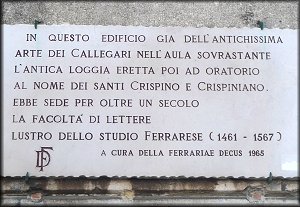 IN QUESTO EDIFICIO GIA DELL'ANTICHISSIMA
ARTE DEI CALLEGARI NELL'AULA SOVRASTANTE
L'ANTICA LOGGIA ERETTA POI AD ORATORIO
AL NOME DEI SANTI CRISPINO E CRISPINIANO.
EBBE SEDE PER OLTRE UN SECOLO
LA FACOLTA' DI LETTERE
LUSTRO DELLO STUDIO FERRARESE (1461 - 1567)
DF A CURA DELLA FERRARIAE DECUS 1965